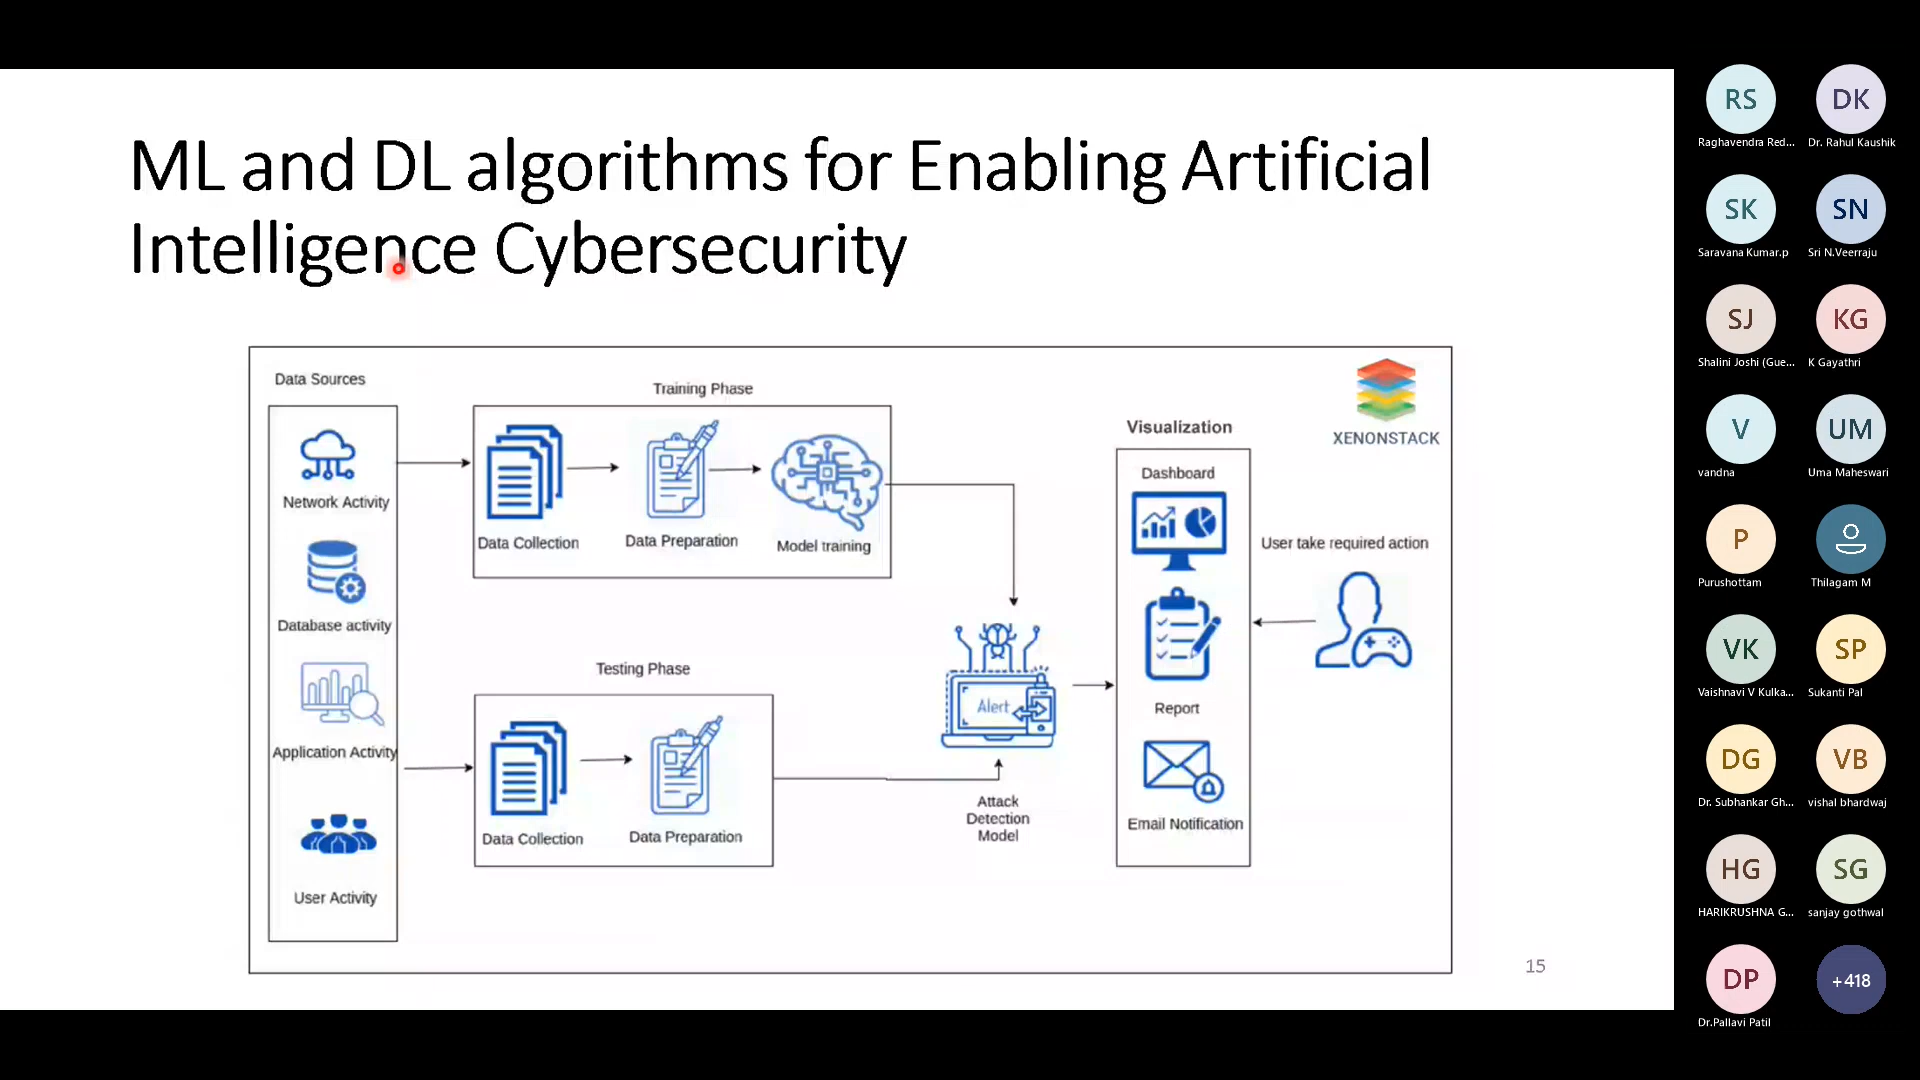 ML and DL algorithms for Enabling Artificial
Intelligence Cybersecurity
Data Sources
Network Activity
Database activity
Application Activity
User Activity
Training Phase
Data Collection
Data Preparation
Model training
Testing Phase
Data Collection
Data Preparation
Alert
Attack
Detection
Model
Visualization
Dashboard
Report
Email Notification
XENONSTACK
User take required action
15
RS
Raghavendra Red...
DK
Dr. Rahul Kaushik
SK
Saravana Kumar.p
SN
Sri N.Veerraju
SJ
Shalini Joshi (Gue...
KG
K Gayathri
V
vandna
UM
Uma Maheswari
P
Purushottam
Thilagam M
VK
Vaishnavi V Kulka...
SP
Sukanti Pal
DG
Dr. Subhankar Gh...
VB
vishal bhardwaj
HG
HARIKRUSHNA G...
SG
sanjay gothwal
DP
Dr.Pallavi Patil
+418